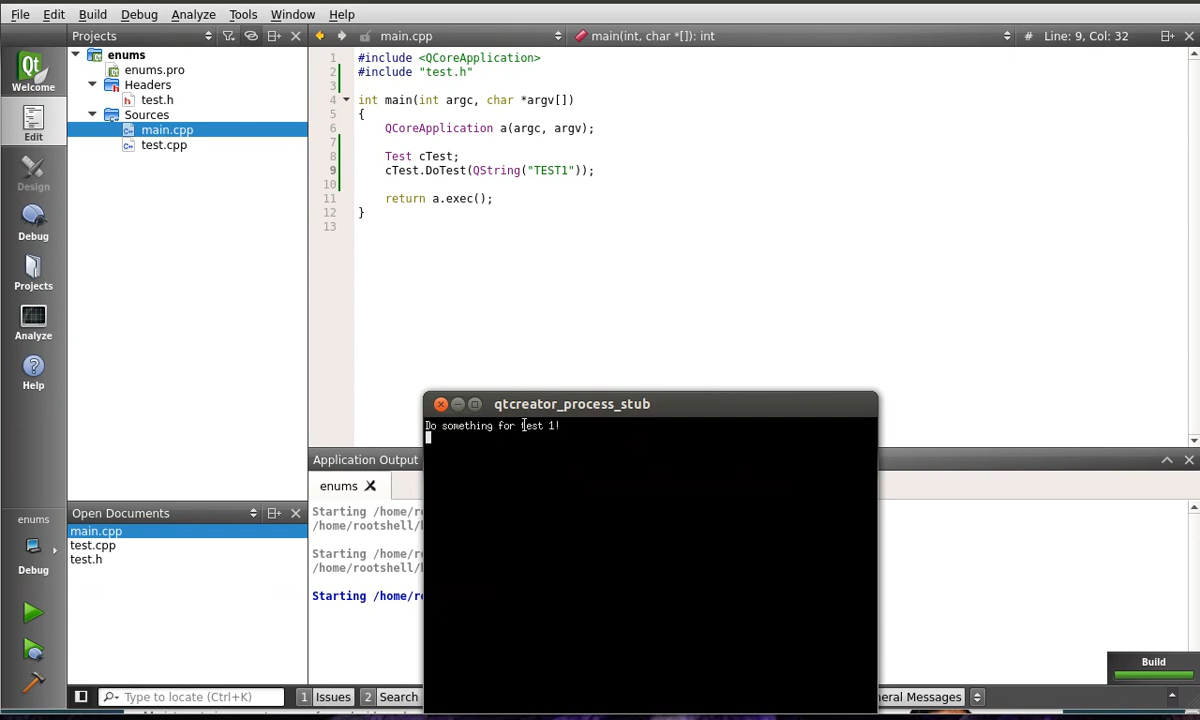 File Edit Build Debug Analyze Tools Window Help
Projects main.cpp main(int, char *[]): int # Line: 9, Col: 32
Qt
Welcome
Edit
Design
Debug
Projects
Analyze
Help
enums
Debug
enums
enums.pro
Headers
test.h
Sources
main.cpp
test.cpp
1 #include <QCoreApplication>
2 #include "test.h"
3
4 int main(int argc, char *argv[])
5 {
6 QCoreApplication a(argc, argv);
7
8 Test cTest;
9 cTest.DoTest(QString("TEST1"));
10
11 return a.exec();
12 }
13
qtcreator_process_stub
Do something for test 1!
Application Output
enums
Starting /home/r
/home/rootshell/
Starting /home/r
/home/rootshell/
Starting /home/r
Open Documents
main.cpp
test.cpp
test.h
Build
Type to locate (Ctrl+K) 1 Issues 2 Search eral Messages